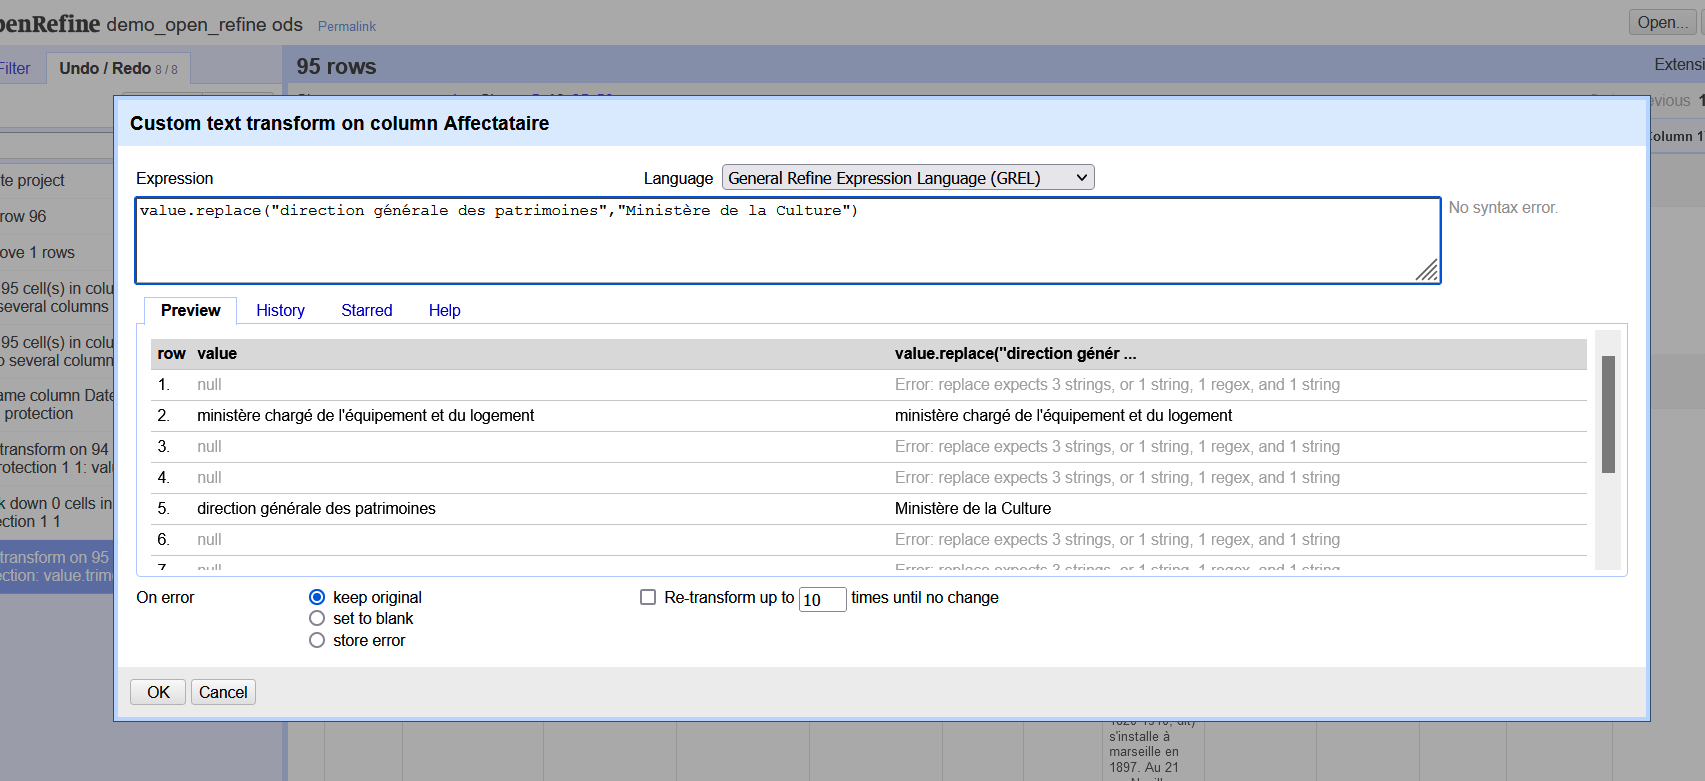 penRefine demo_open_refine ods Permalink Open...
Filter Undo / Redo 8 / 8 95 rows Extensi
vious 1
Custom text transform on column Affectataire
olumn 1
Expression Language General Refine Expression Language (GREL)
value.replace("direction générale des patrimoines","Ministère de la Culture")
No syntax error.
Preview History Starred Help
row value value.replace("direction génér ...
1. null Error: replace expects 3 strings, or 1 string, 1 regex, and 1 string
2. ministère chargé de l'équipement et du logement ministère chargé de l'équipement et du logement
3. null Error: replace expects 3 strings, or 1 string, 1 regex, and 1 string
4. null Error: replace expects 3 strings, or 1 string, 1 regex, and 1 string
5. direction générale des patrimoines Ministère de la Culture
6. null Error: replace expects 3 strings, or 1 string, 1 regex, and 1 string
7. null Error: replace expects 3 strings, or 1 string, 1 regex, and 1 string
On error keep original Re-transform up to 10 times until no change
set to blank
store error
OK Cancel
te project
row 96
ove 1 rows
95 cell(s) in colu
several columns
95 cell(s) in colu
o several column
ame column Date
protection
transform on 94
rotection 1 1: valu
k down 0 cells in
ection 1 1
transform on 95
ction: value.trim
s'installe à
marseille en
1897. Au 21